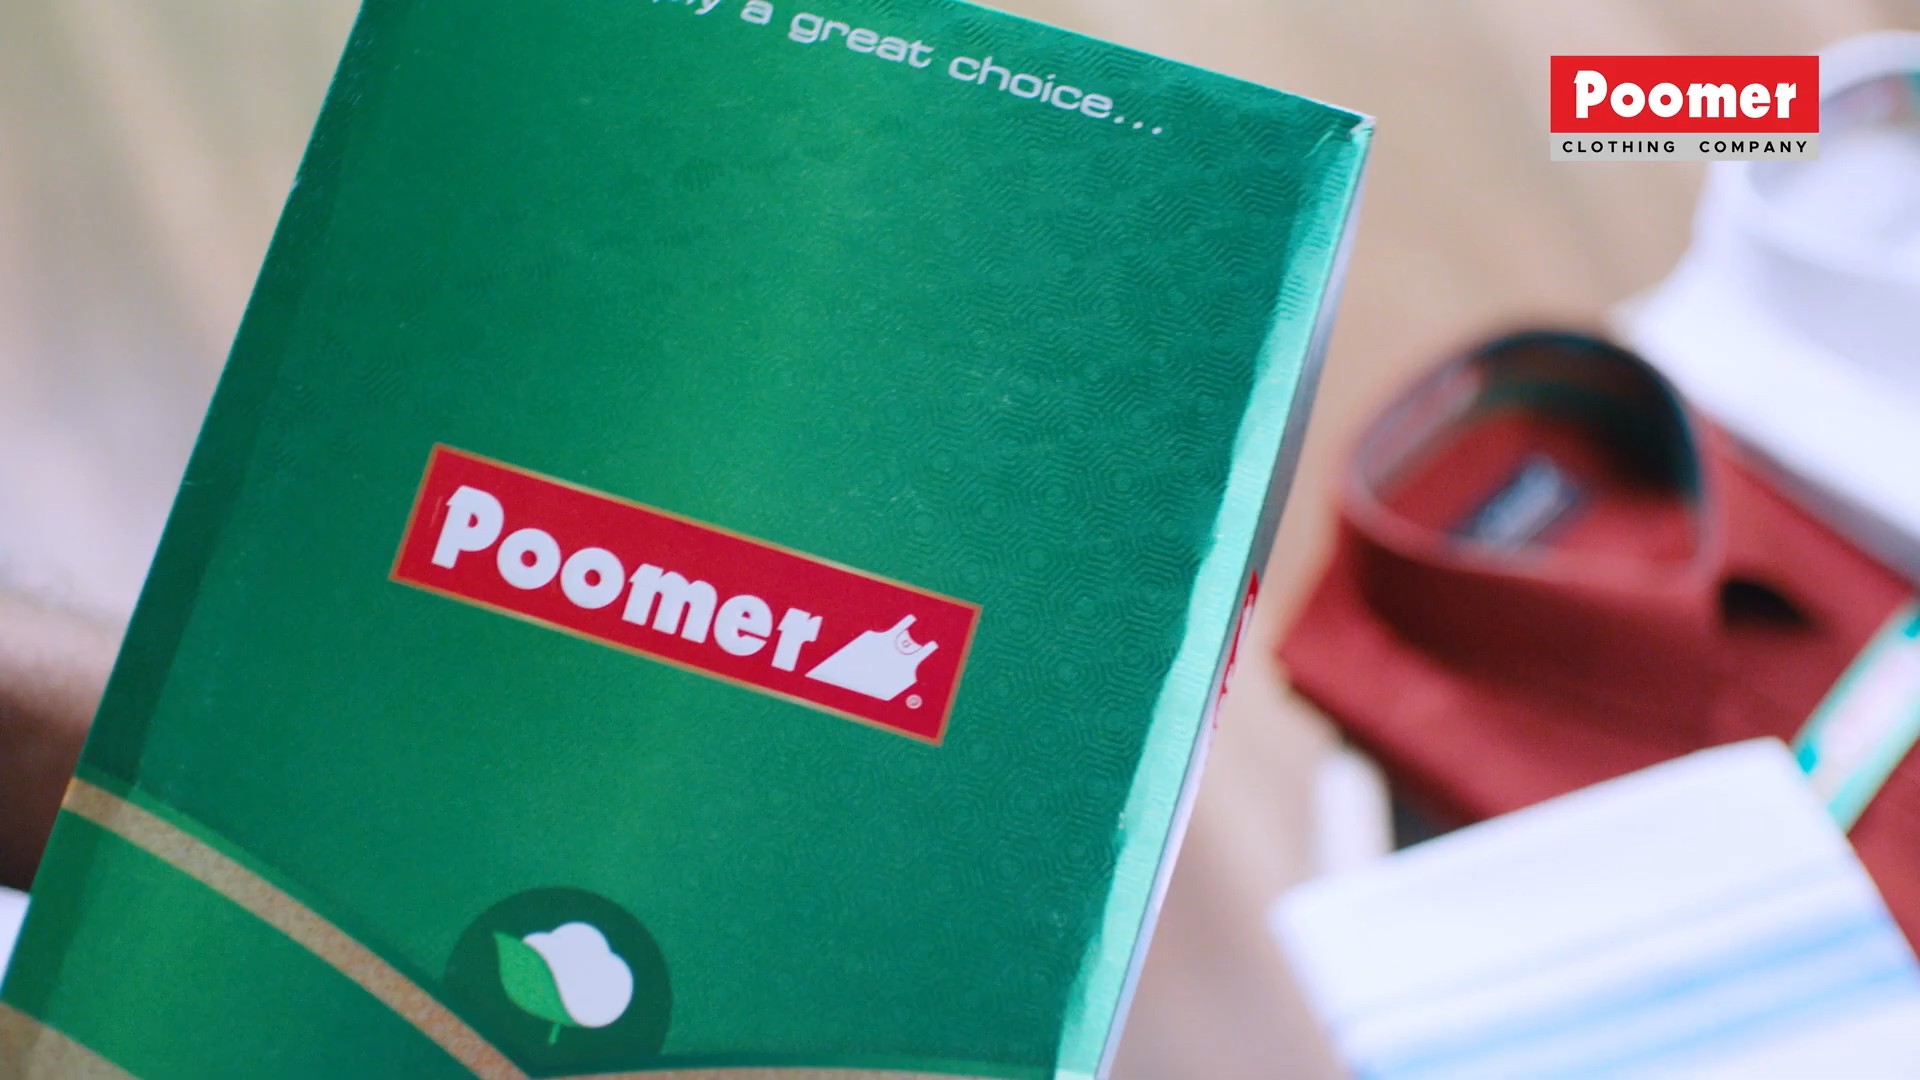 a great choice...
Poomer
CLOTHING COMPANY
Poomer
®